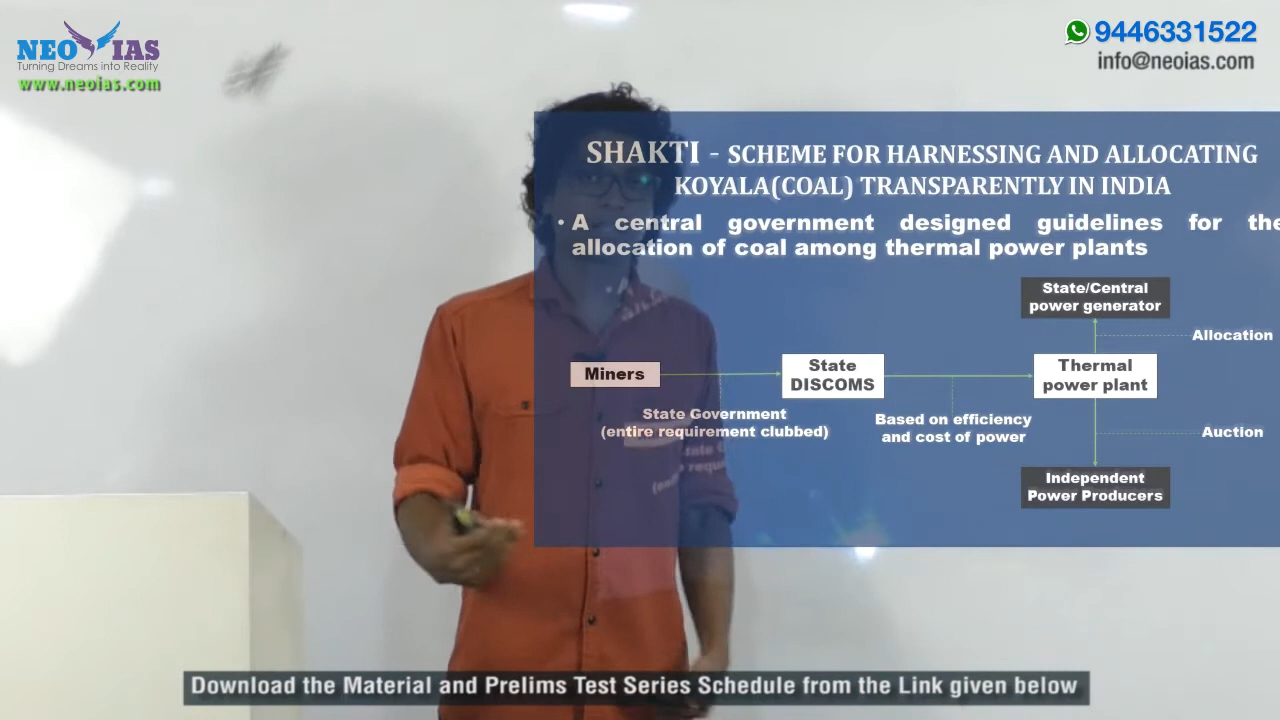 NEO IAS
Turning Dreams into Reality
www.neoias.com
9446331522
info@neoias.com
SHAKTI - SCHEME FOR HARNESSING AND ALLOCATING
KOYALA(COAL) TRANSPARENTLY IN INDIA
• A central government designed guidelines for the
allocation of coal among thermal power plants
State/Central
power generator
Allocation
Miners
State
DISCOMS
Thermal
power plant
State Government
(entire requirement clubbed)
Based on efficiency
and cost of power
Auction
Independent
Power Producers
Download the Material and Prelims Test Series Schedule from the Link given below